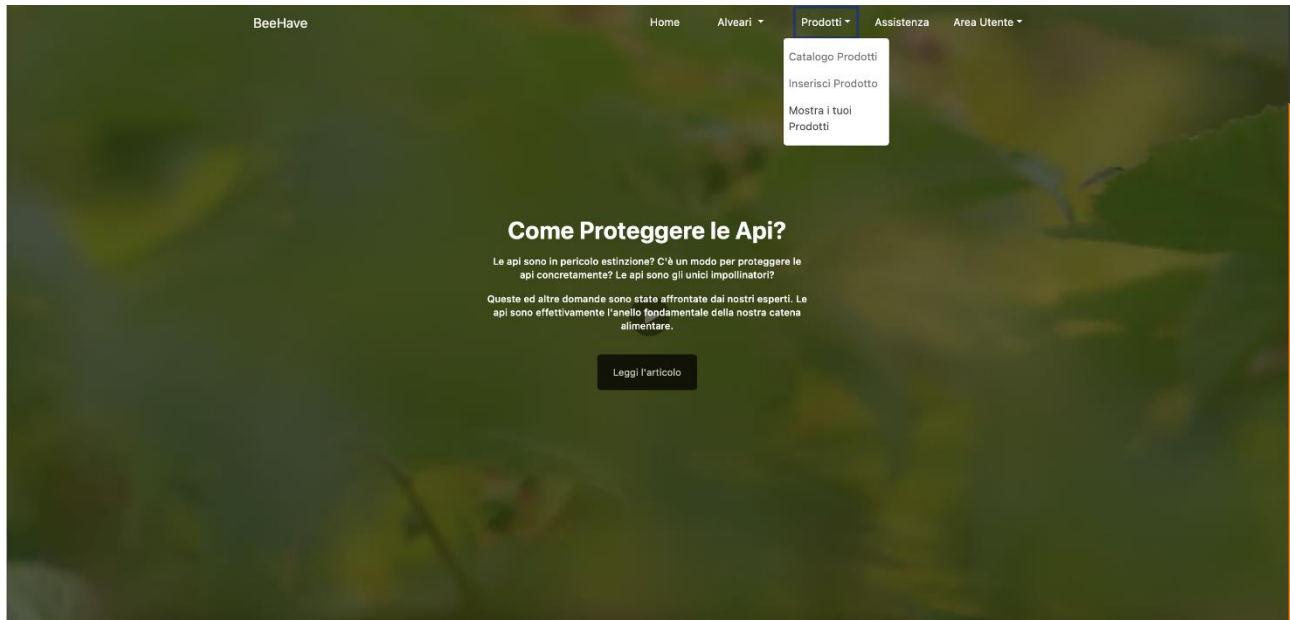 BeeHave
Home
Alveari
Prodotti
Assistenza
Area Utente
Catalogo Prodotti
Inserisci Prodotto
Mostra i tuoi
Prodotti
Come Proteggere le Api?
Le api sono in pericolo estinzione? C'è un modo per proteggere le
api concretamente? Le api sono gli unici impollinatori?
Queste ed altre domande sono state affrontate dai nostri esperti. Le
api sono effettivamente l'anello fondamentale della nostra catena
alimentare.
Leggi l'articolo